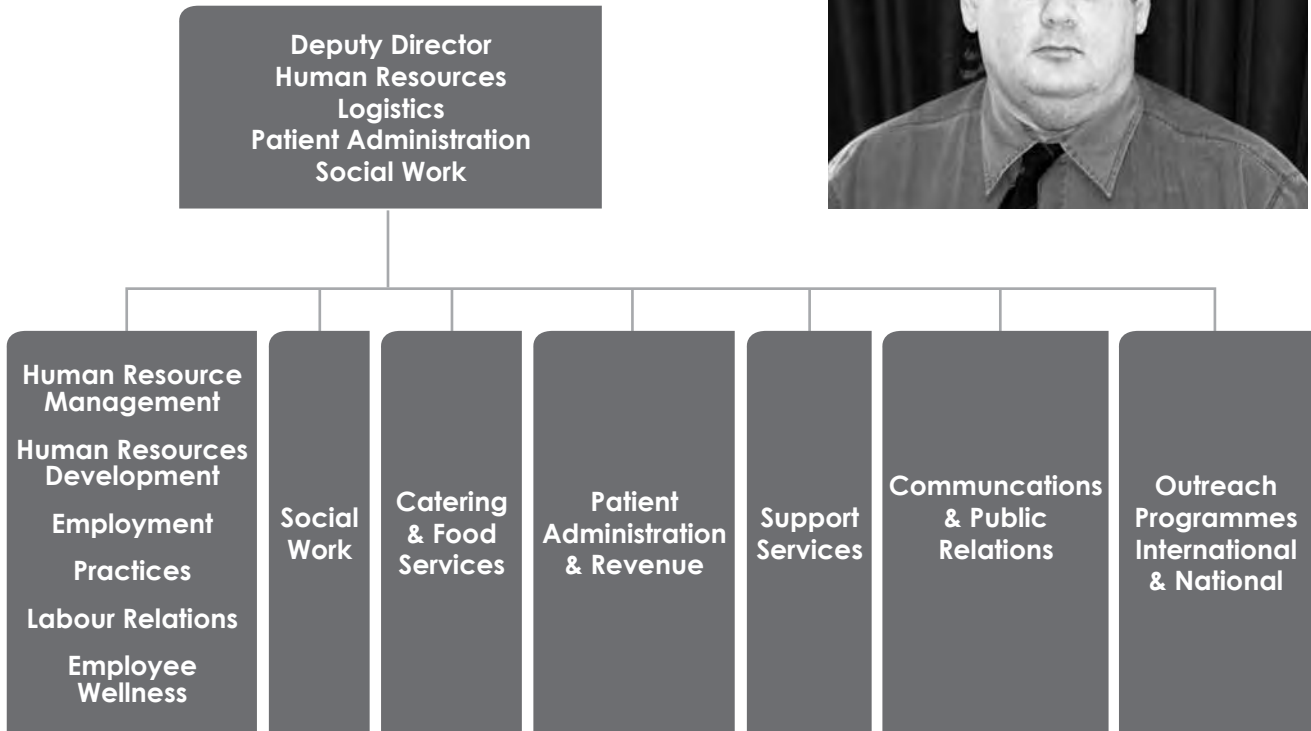 Deputy Director
Human Resources
Logistics
Patient Administration
Social Work
Human Resource
Management
Human Resources
Development
Employment
Practices
Labour Relations
Employee
Wellness
Social
Work
Catering
& Food
Services
Patient
Administration
& Revenue
Support
Services
Communcations
& Public
Relations
Outreach
Programmes
International
& National